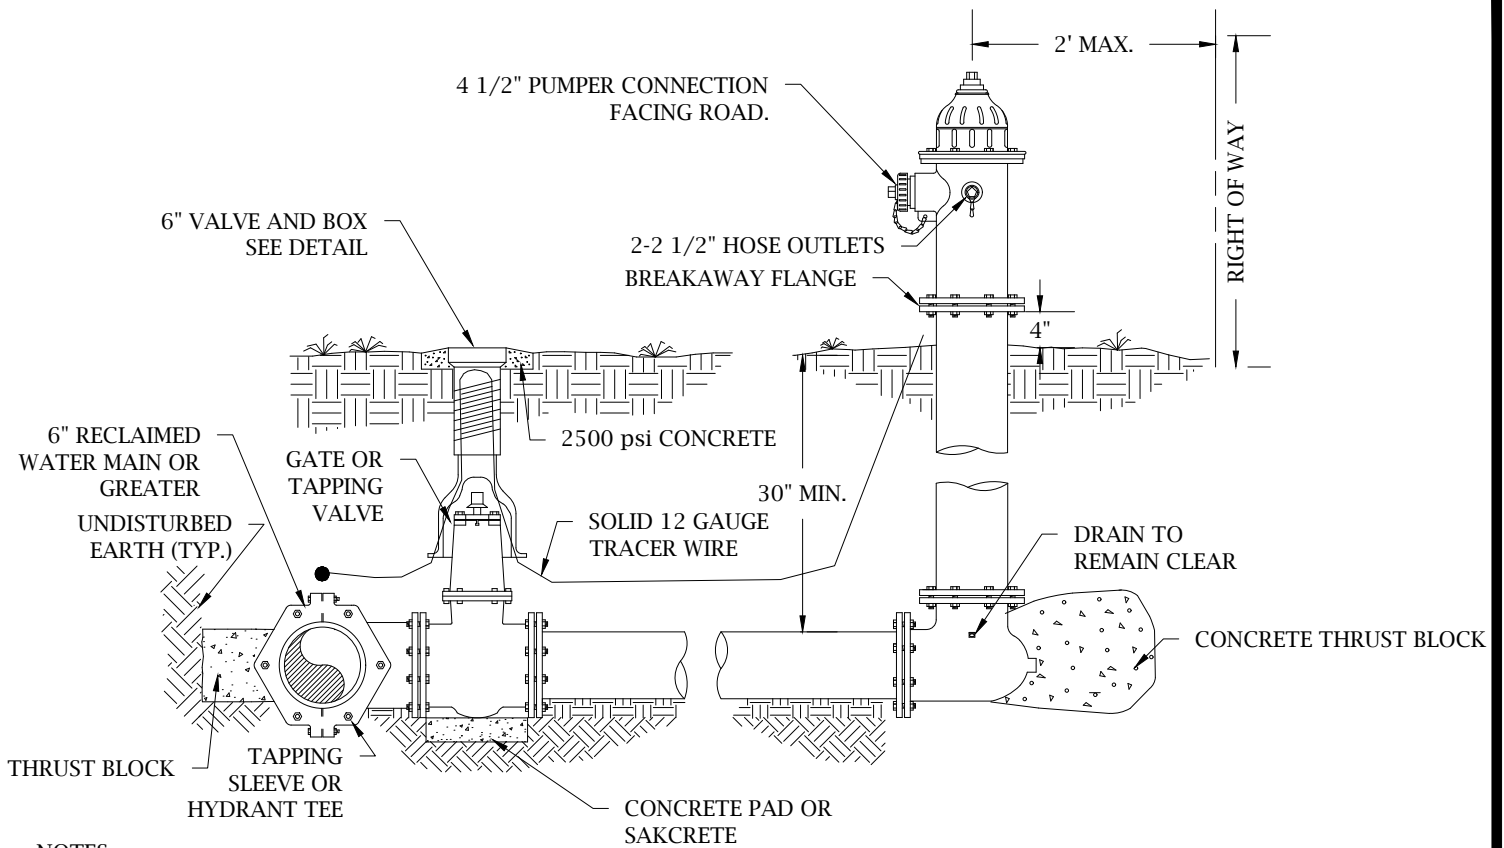 2' MAX.
4 1/2" PUMPER CONNECTION
FACING ROAD.
RIGHT OF WAY
6" VALVE AND BOX
SEE DETAIL
2-2 1/2" HOSE OUTLETS
BREAKAWAY FLANGE
4"
6" RECLAIMED
WATER MAIN OR
GREATER
2500 psi CONCRETE
GATE OR
TAPPING
VALVE
30" MIN.
UNDISTURBED
EARTH (TYP.)
SOLID 12 GAUGE
TRACER WIRE
DRAIN TO
REMAIN CLEAR
CONCRETE THRUST BLOCK
THRUST BLOCK
TAPPING
SLEEVE OR
HYDRANT TEE
CONCRETE PAD OR
SAKCRETE
NOTES